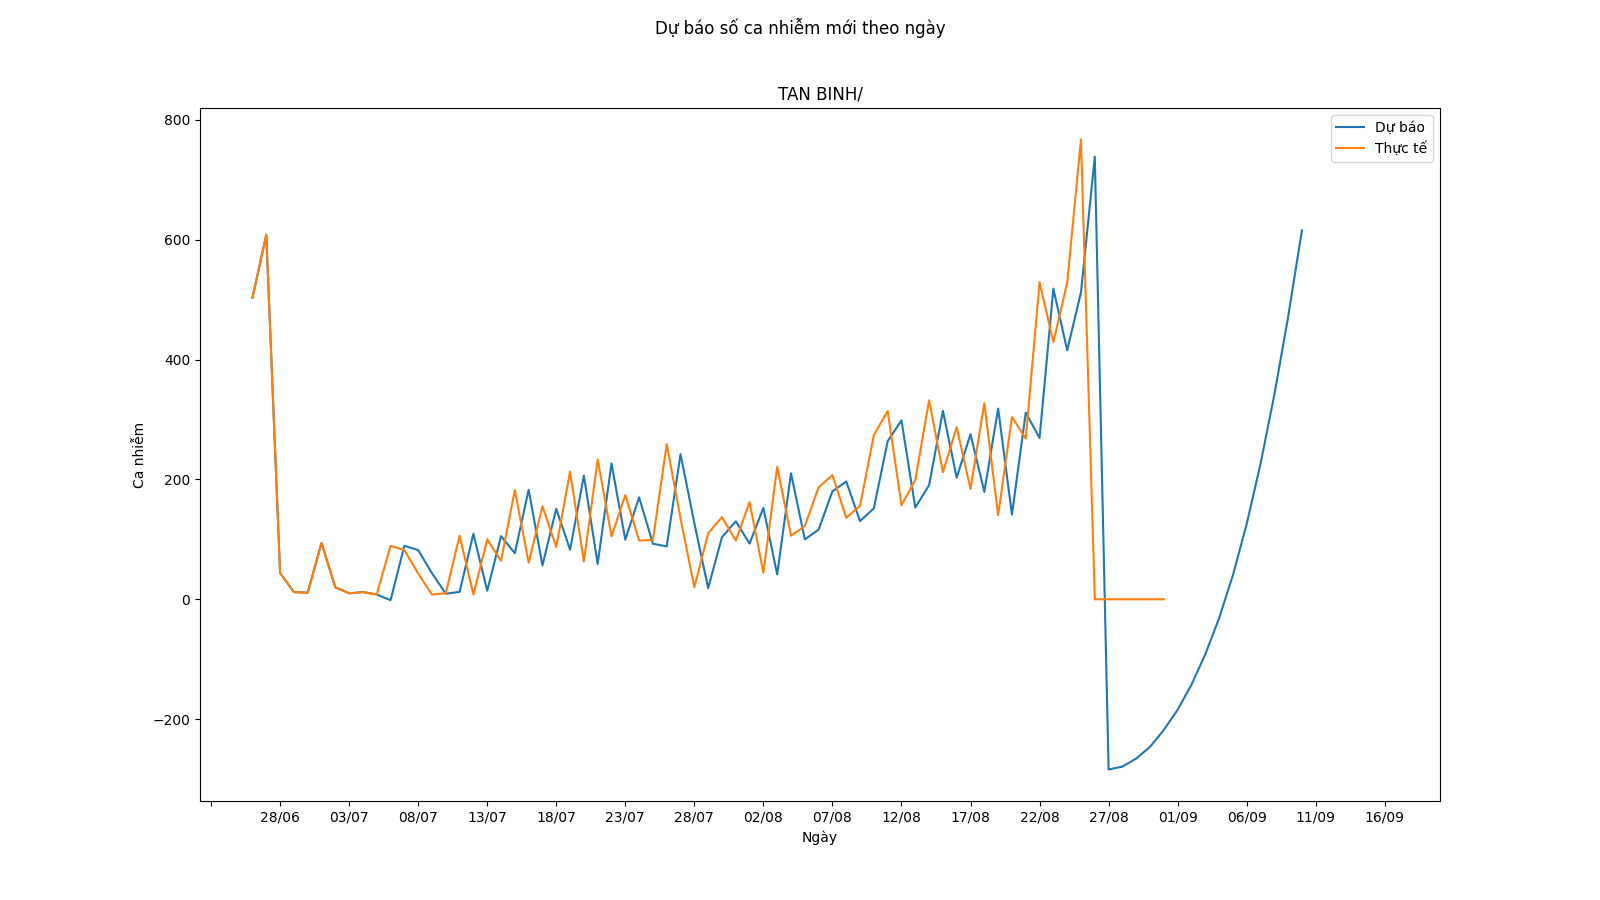 Dự báo số ca nhiễm mới theo ngày
TAN BINH/
Dự báo
Thực tế
800
600
400
200
0
−200
Ca nhiễm
28/06 03/07 08/07 13/07 18/07 23/07 28/07 02/08 07/08 12/08 17/08 22/08 27/08 01/09 06/09 11/09 16/09
Ngày